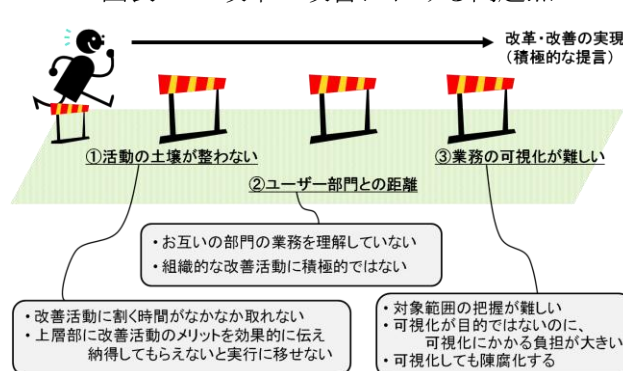 改革・改善の実現
（積極的な提言）
①活動の土壌が整わない
③業務の可視化が難しい
②ユーザー部門との距離
・お互いの部門の業務を理解していない
・組織的な改善活動に積極的ではない
・改善活動に割く時間がなかなか取れない
・上層部に改善活動のメリットを効果的に伝え
納得してもらえないと実行に移せない
・対象範囲の把握が難しい
・可視化が目的ではないのに、
可視化にかかる負担が大きい
・可視化しても陳腐化する